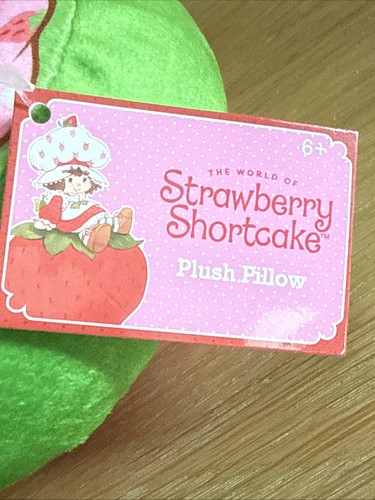 6+
THE WORLD OF
Strawberry
Shortcake™
Plush Pillow